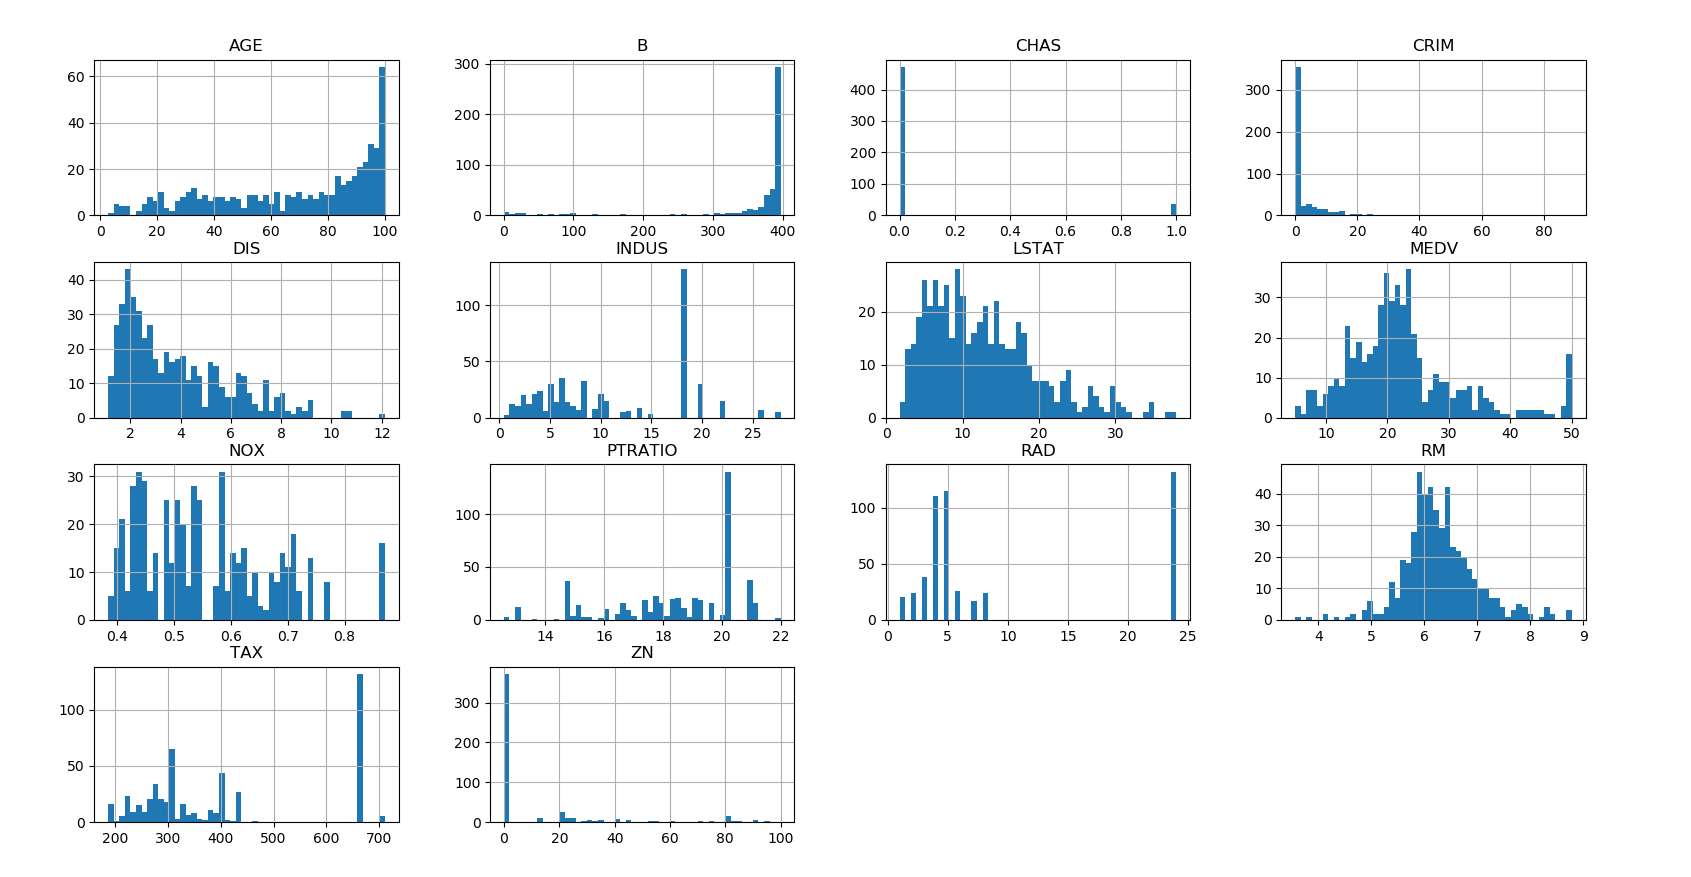 AGE B CHAS CRIM
60 40 20 0
0 20 40 60 80 100
300 200 100 0
0 100 200 300 400
400 300 200 100 0
0.0 0.2 0.4 0.6 0.8 1.0
300 200 100 0
0 20 40 60 80
DIS INDUS LSTAT MEDV
40 30 20 10 0
2 4 6 8 10 12
100 50 0
0 5 10 15 20 25
20 10 0
0 10 20 30
30 20 10 0
10 20 30 40 50
NOX PTRATIO RAD RM
30 20 10 0
0.4 0.5 0.6 0.7 0.8
100 50 0
14 16 18 20 22
100 50 0
0 5 10 15 20 25
40 30 20 10 0
4 5 6 7 8 9
TAX ZN
100 50 0
200 300 400 500 600 700
300 200 100 0
0 20 40 60 80 100